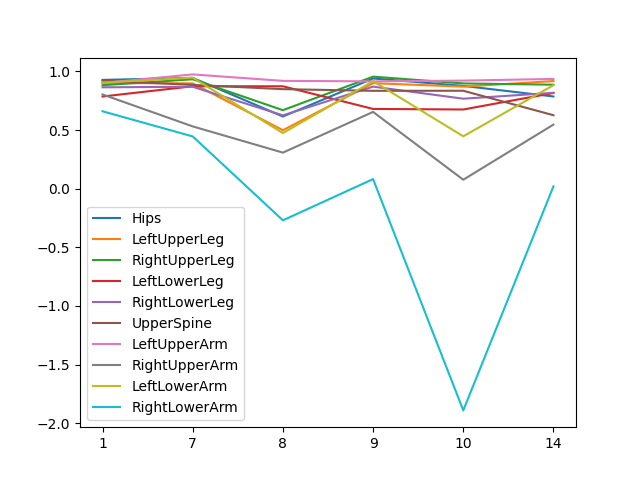 1.0
0.5
0.0
−0.5
−1.0
−1.5
−2.0
Hips
LeftUpperLeg
RightUpperLeg
LeftLowerLeg
RightLowerLeg
UpperSpine
LeftUpperArm
RightUpperArm
LeftLowerArm
RightLowerArm
1 7 8 9 10 14